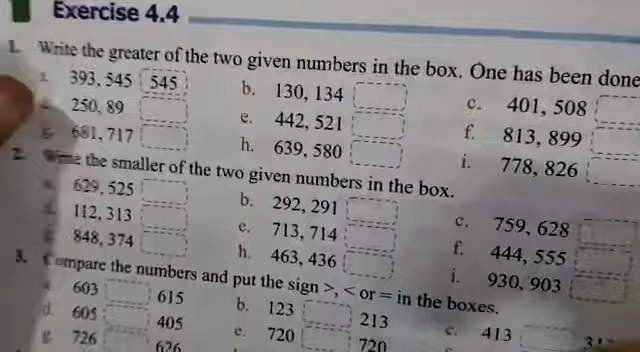 Exercise 4.4
1. Write the greater of the two given numbers in the box. One has been done
393, 545 545 b. 130, 134 c. 401, 508
250, 89 e. 442, 521 f. 813, 899
g. 681, 717 h. 639, 580 i. 778, 826
2. Write the smaller of the two given numbers in the box.
629, 525 b. 292, 291 c. 759, 628
112, 313 e. 713, 714 f. 444, 555
848, 374 h. 463, 436 i. 930, 903
3. Compare the numbers and put the sign >, < or = in the boxes.
603 615 b. 123 213 c. 413
d. 605 405 e. 720 720
g. 726 626